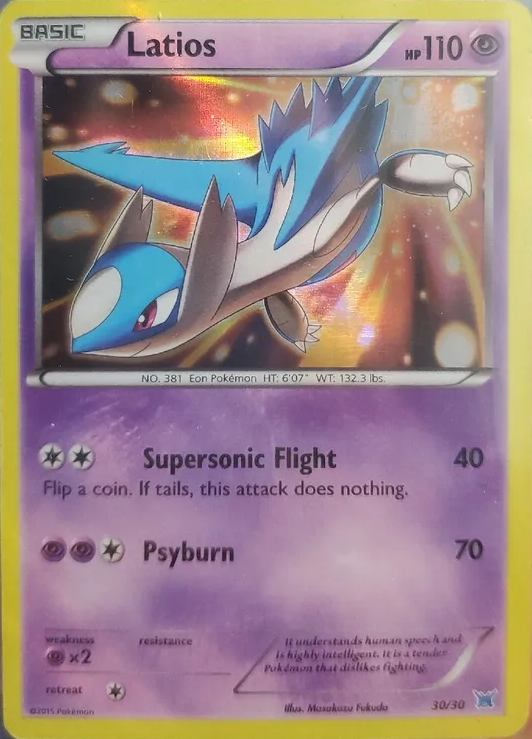 BASIC
Latios
HP110
NO. 381 Eon Pokémon HT: 6'07" WT: 132.3 lbs.
Supersonic Flight 40
Flip a coin. If tails, this attack does nothing.
Psyburn 70
weakness resistance
×2
It understands human speech and
is highly intelligent. It is a tender
Pokémon that dislikes fighting.
retreat
©2015 Pokémon
Illus. Masakazu Fukuda 30/30